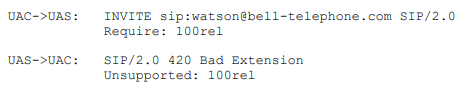 UAC->UAS: INVITE sip:watson@bell-telephone.com SIP/2.0
Require: 100rel
UAS->UAC: SIP/2.0 420 Bad Extension
Unsupported: 100rel